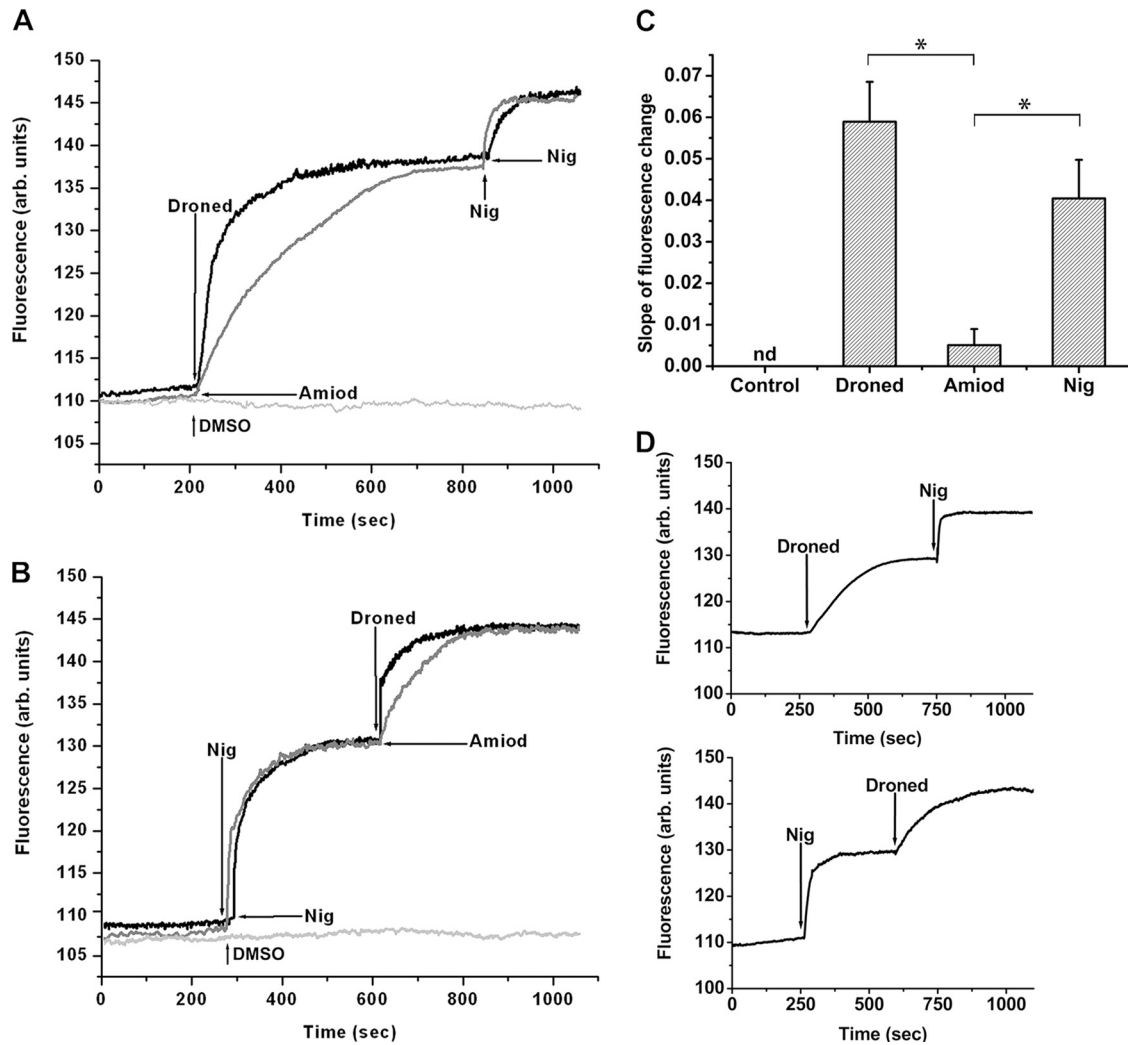 A
Fluorescence (arb. units)
150
145
140
135
130
125
120
115
110
105
Droned
Nig
Nig
Amiod
DMSO
0 200 400 600 800 1000
Time (sec)
B
Fluorescence (arb. units)
150
145
140
135
130
125
120
115
110
105
Droned
Amiod
Nig
Nig
DMSO
0 200 400 600 800 1000
Time (sec)
C
Slope of fluorescence change
0.07
0.06
0.05
0.04
0.03
0.02
0.01
0.00
*
*
nd
Control Droned Amiod Nig
D
Fluorescence (arb. units)
150
140
130
120
110
100
Nig
Droned
0 250 500 750 1000
Time (sec)
Fluorescence (arb. units)
150
140
130
120
110
100
Droned
Nig
0 250 500 750 1000
Time (sec)